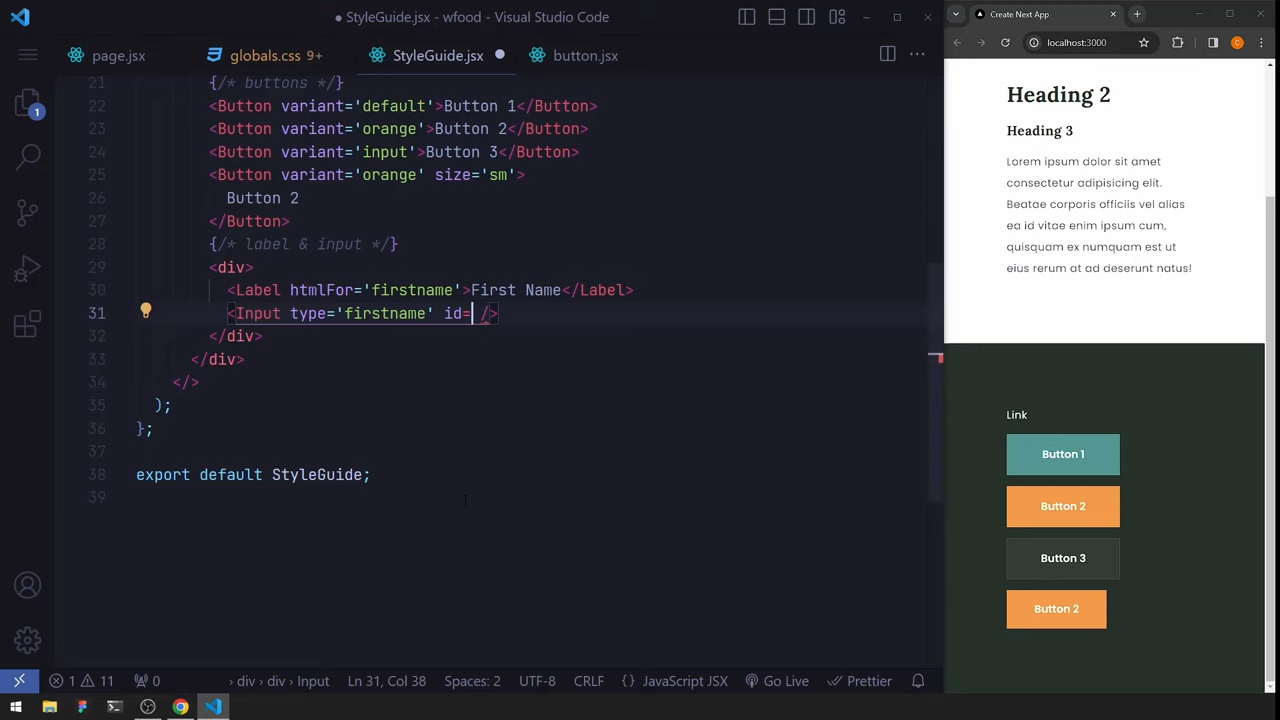 StyleGuide.jsx - wfood - Visual Studio Code
page.jsx
globals.css 9+
StyleGuide.jsx
button.jsx
1
21 {/* buttons */}
22 <Button variant='default'>Button 1</Button>
23 <Button variant='orange'>Button 2</Button>
24 <Button variant='input'>Button 3</Button>
25 <Button variant='orange' size='sm'>
26 Button 2
27 </Button>
28 {/* label & input */}
29 <div>
30 <Label htmlFor='firstname'>First Name</Label>
31 <Input type='firstname' id= />
32 </div>
33 </div>
34 </>
35 );
36 };
37
38 export default StyleGuide;
39
1 11 0 › div › div › Input Ln 31, Col 38 Spaces: 2 UTF-8 CRLF {} JavaScript JSX Go Live Prettier
Create Next App
localhost:3000
C
Heading 2
Heading 3
Lorem ipsum dolor sit amet
consectetur adipisicing elit.
Beatae corporis officiis vel alias
ea id vitae enim ipsum cum,
quisquam ex numquam est ut
eius rerum at ad deserunt natus!
Link
Button 1
Button 2
Button 3
Button 2